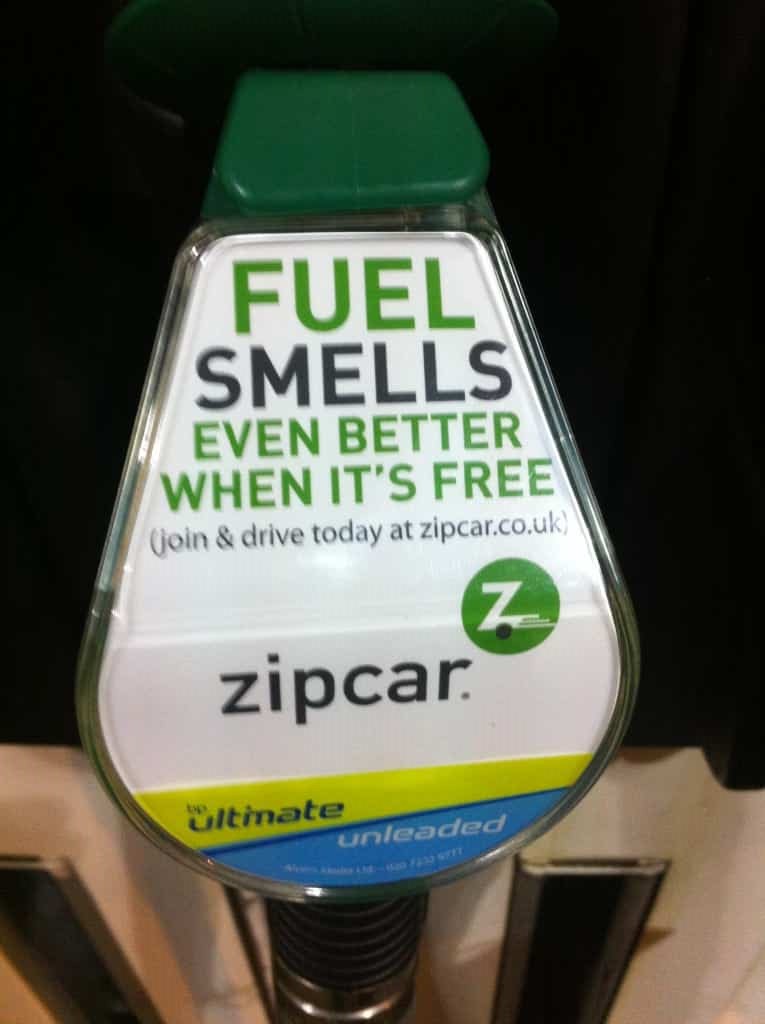 FUEL
SMELLS
EVEN BETTER
WHEN IT'S FREE
(join & drive today at zipcar.co.uk)
Z
zipcar.
bp
ultimate
unleaded